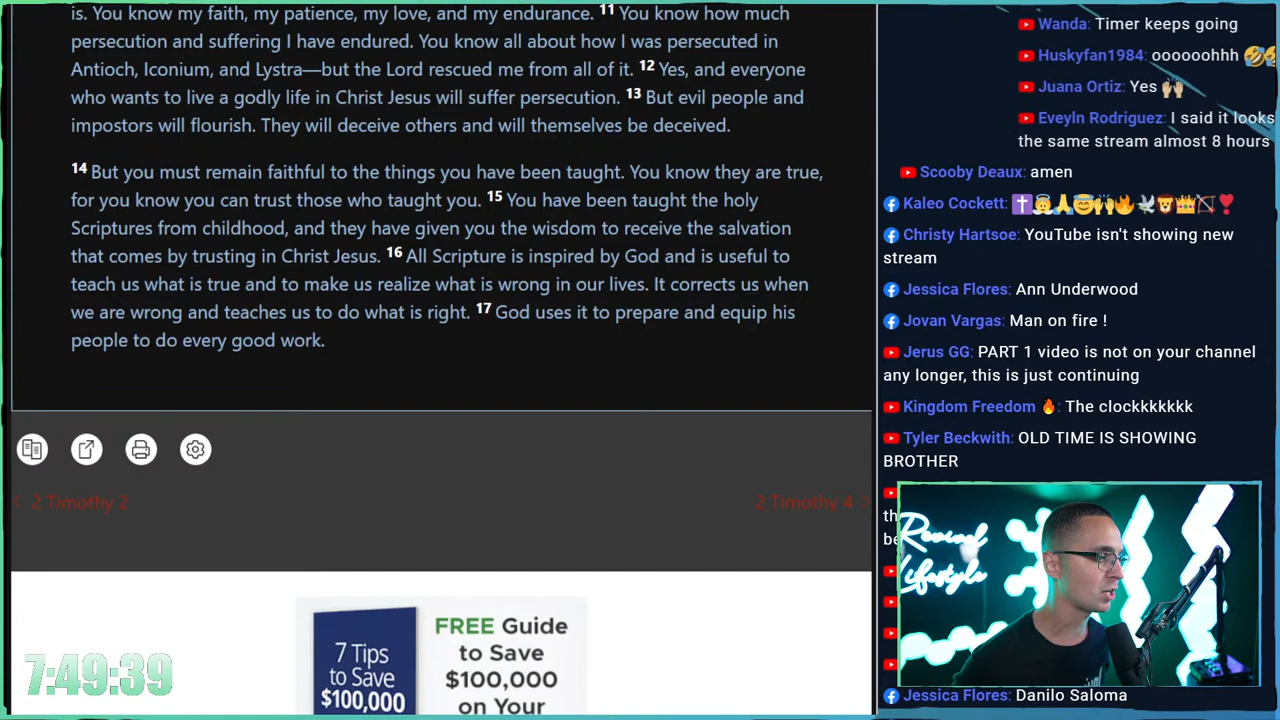 is. You know my faith, my patience, my love, and my endurance. 11 You know how much
persecution and suffering I have endured. You know all about how I was persecuted in
Antioch, Iconium, and Lystra—but the Lord rescued me from all of it. 12 Yes, and everyone
who wants to live a godly life in Christ Jesus will suffer persecution. 13 But evil people and
impostors will flourish. They will deceive others and will themselves be deceived.
14 But you must remain faithful to the things you have been taught. You know they are true,
for you know you can trust those who taught you. 15 You have been taught the holy
Scriptures from childhood, and they have given you the wisdom to receive the salvation
that comes by trusting in Christ Jesus. 16 All Scripture is inspired by God and is useful to
teach us what is true and to make us realize what is wrong in our lives. It corrects us when
we are wrong and teaches us to do what is right. 17 God uses it to prepare and equip his
people to do every good work.
< 2 Timothy 2
2 Timothy 4 >
7 Tips
to Save
$100,000
FREE Guide
to Save
$100,000
on Your
7:49:39
Wanda: Timer keeps going
Huskyfan1984: oooooohhh 🤣🤣
Juana Ortiz: Yes 🙌🏼
Eveyln Rodriguez: I said it looks
the same stream almost 8 hours
Scooby Deaux: amen
Kaleo Cockett:
Christy Hartsoe: YouTube isn't showing new
stream
Jessica Flores: Ann Underwood
Jovan Vargas: Man on fire !
Jerus GG: PART 1 video is not on your channel
any longer, this is just continuing
Kingdom Freedom 🔥: The clockkkkkkk
Tyler Beckwith: OLD TIME IS SHOWING
BROTHER
th
be
Revival
Lifestyle
Jessica Flores: Danilo Saloma